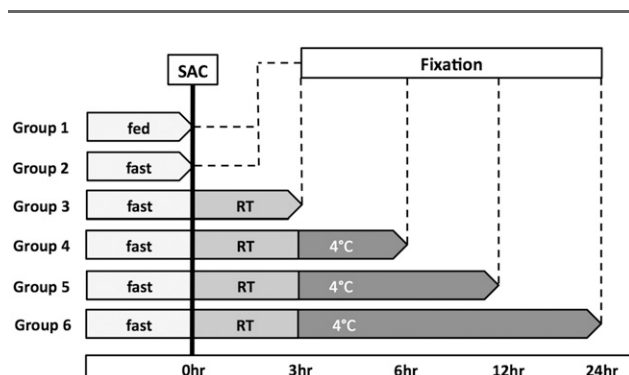 SAC
Fixation
Group 1 fed
Group 2 fast
Group 3 fast RT
Group 4 fast RT 4°C
Group 5 fast RT 4°C
Group 6 fast RT 4°C
0hr 3hr 6hr 12hr 24hr